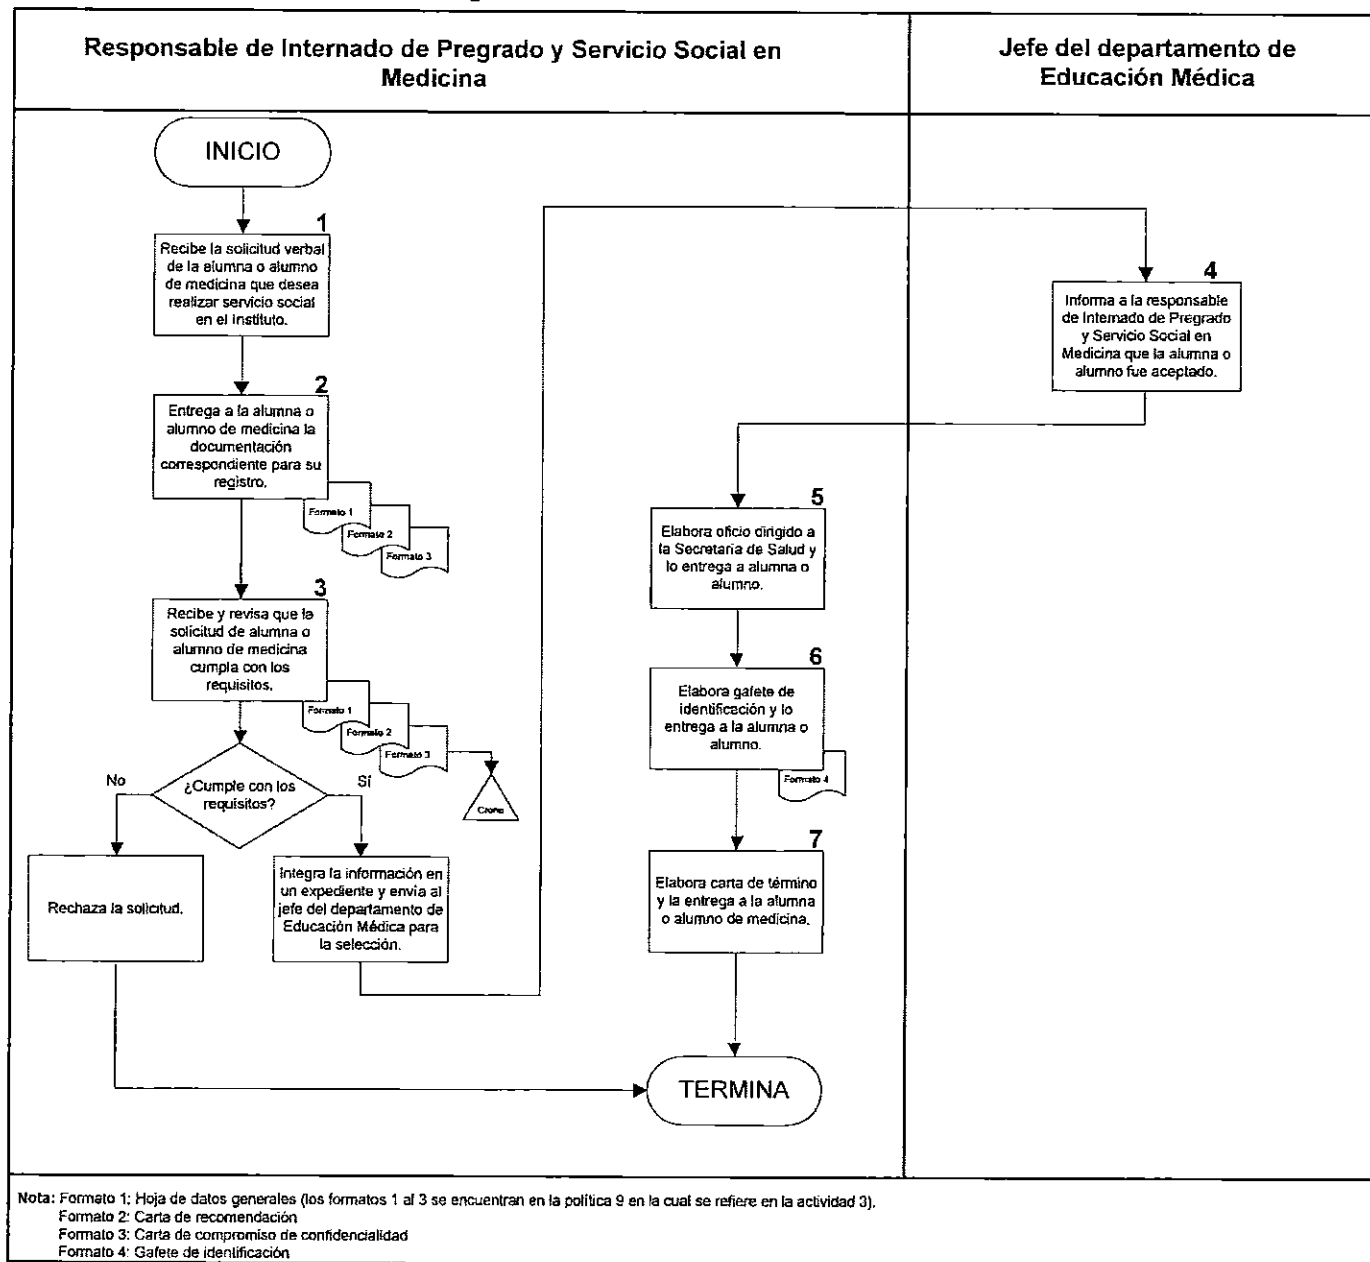 Responsable de Internado de Pregrado y Servicio Social en
Medicina
Jefe del departamento de
Educación Médica
INICIO
1
Recibe la solicitud verbal
de la alumna o alumno
de medicina que desea
realizar servicio social
en el instituto.
2
Entrega a la alumna o
alumno de medicina la
documentación
correspondiente para su
registro.
Formato 1
Formato 2
Formato 3
3
Recibe y revisa que la
solicitud de alumna o
alumno de medicina
cumpla con los
requisitos.
Formato 1
Formato 2
Formato 3
¿Cumple con los
requisitos?
No
Sí
Rechaza la solicitud.
Integra la información en
un expediente y envía al
jefe del departamento de
Educación Médica para
la selección.
4
Informa a la responsable
de Internado de Pregrado
y Servicio Social en
Medicina que la alumna o
alumno fue aceptado.
5
Elabora oficio dirigido a
la Secretaría de Salud y
lo entrega a alumna o
alumno.
6
Elabora gafete de
identificación y lo
entrega a la alumna o
alumno.
Formato 4
7
Elabora carta de término
y la entrega a la alumna
o alumno de medicina.
TERMINA
Nota: Formato 1: Hoja de datos generales (los formatos 1 al 3 se encuentran en la política 9 en la cual se refiere en la actividad 3).
Formato 2: Carta de recomendación
Formato 3: Carta de compromiso de confidencialidad
Formato 4: Gafete de identificación